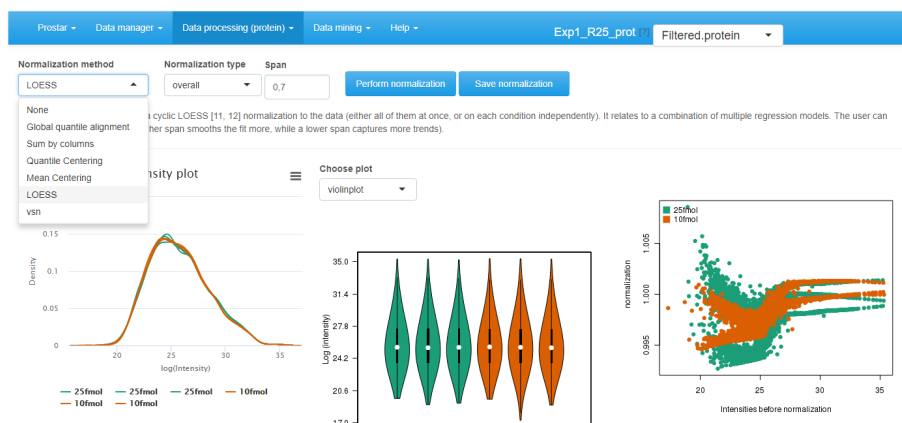 Prostar Data manager Data processing (protein) Data mining Help Exp1_R25_prot [?] Filtered.protein
Normalization method Normalization type Span
LOESS overall 0,7 Perform normalization Save normalization
None
Global quantile alignment
Sum by columns
Quantile Centering
Mean Centering
LOESS
vsn
a cyclic LOESS [11, 12] normalization to the data (either all of them at once, or on each condition independently). It relates to a combination of multiple regression models. The user can
her span smooths the fit more, while a lower span captures more trends).
nsity plot
Choose plot
violinplot
0.15
0.1
0.05
0
Density
20 25 30 35
log(Intensity)
25fmol 25fmol 25fmol 10fmol
10fmol 10fmol
35.0
31.4
27.8
24.2
20.6
17.0
Log (intensity)
25fmol
10fmol
1.005
1.000
0.995
normalization
20 25 30 35
Intensities before normalization